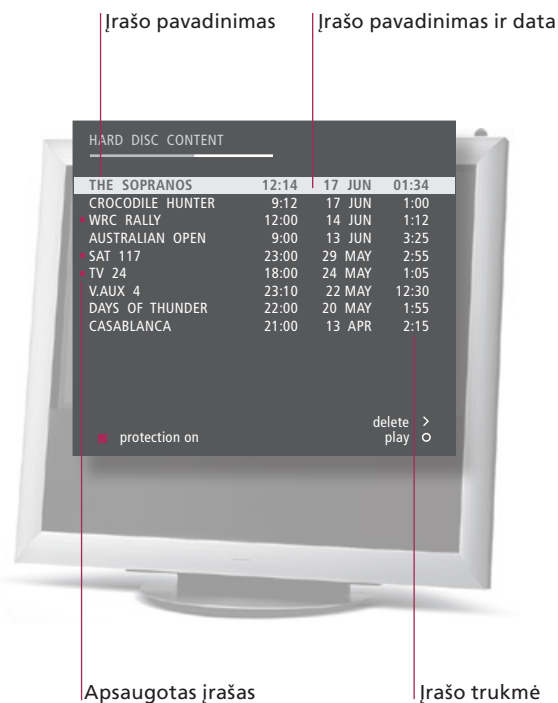 Įrašo pavadinimas
Įrašo pavadinimas ir data
HARD DISC CONTENT
THE SOPRANOS 12:14 17 JUN 01:34
CROCODILE HUNTER 9:12 17 JUN 1:00
WRC RALLY 12:00 14 JUN 1:12
AUSTRALIAN OPEN 9:00 13 JUN 3:25
SAT 117 23:00 29 MAY 2:55
TV 24 18:00 24 MAY 1:05
V.AUX 4 23:10 22 MAY 12:30
DAYS OF THUNDER 22:00 20 MAY 1:55
CASABLANCA 21:00 13 APR 2:15
delete >
protection on play
Apsaugotas įrašas
Įrašo trukmė